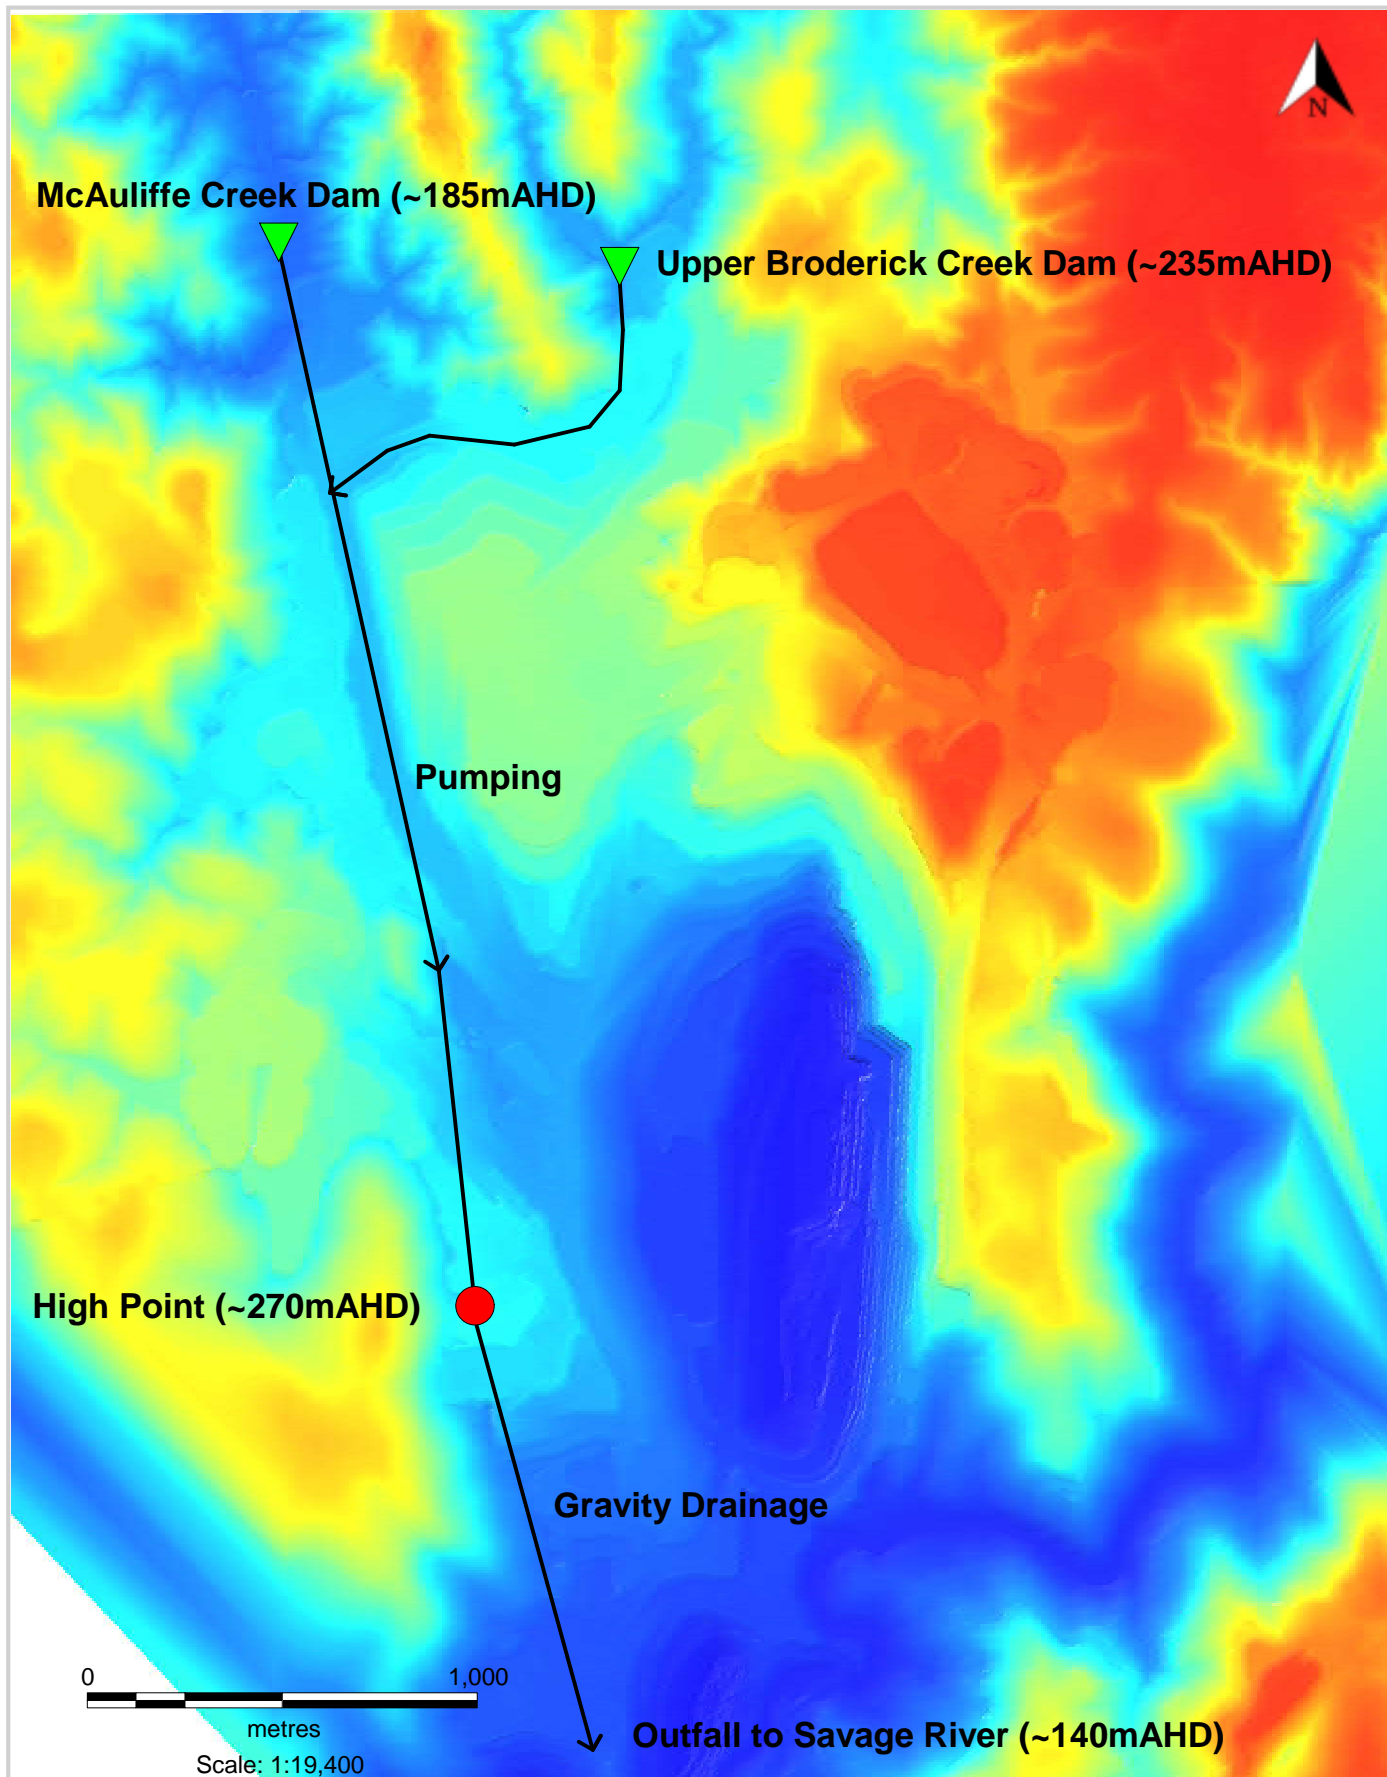 N
McAuliffe Creek Dam (~185mAHD)
Upper Broderick Creek Dam (~235mAHD)
Pumping
High Point (~270mAHD)
Gravity Drainage
0 1,000
metres
Scale: 1:19,400
Outfall to Savage River (~140mAHD)